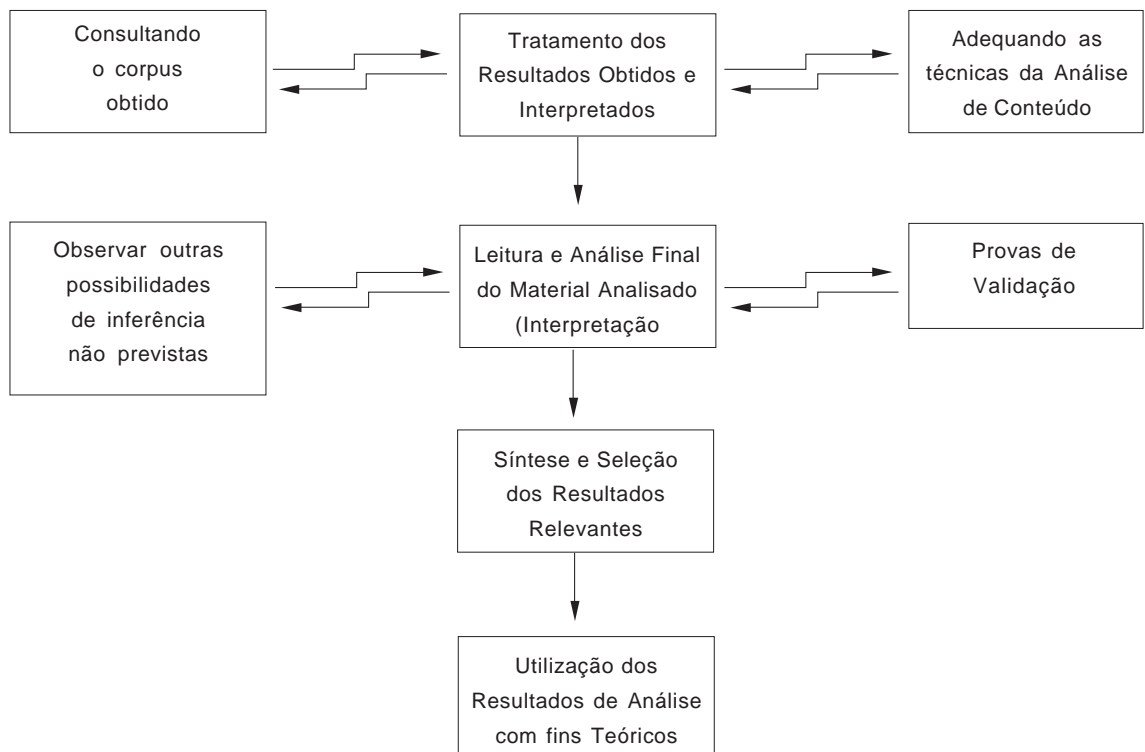 Consultando
o corpus
obtido
Tratamento dos
Resultados Obtidos e
Interpretados
Adequando as
técnicas da Análise
de Conteúdo
Observar outras
possibilidades
de inferência
não previstas
Leitura e Análise Final
do Material Analisado
(Interpretação
Provas de
Validação
Síntese e Seleção
dos Resultados
Relevantes
Utilização dos
Resultados de Análise
com fins Teóricos